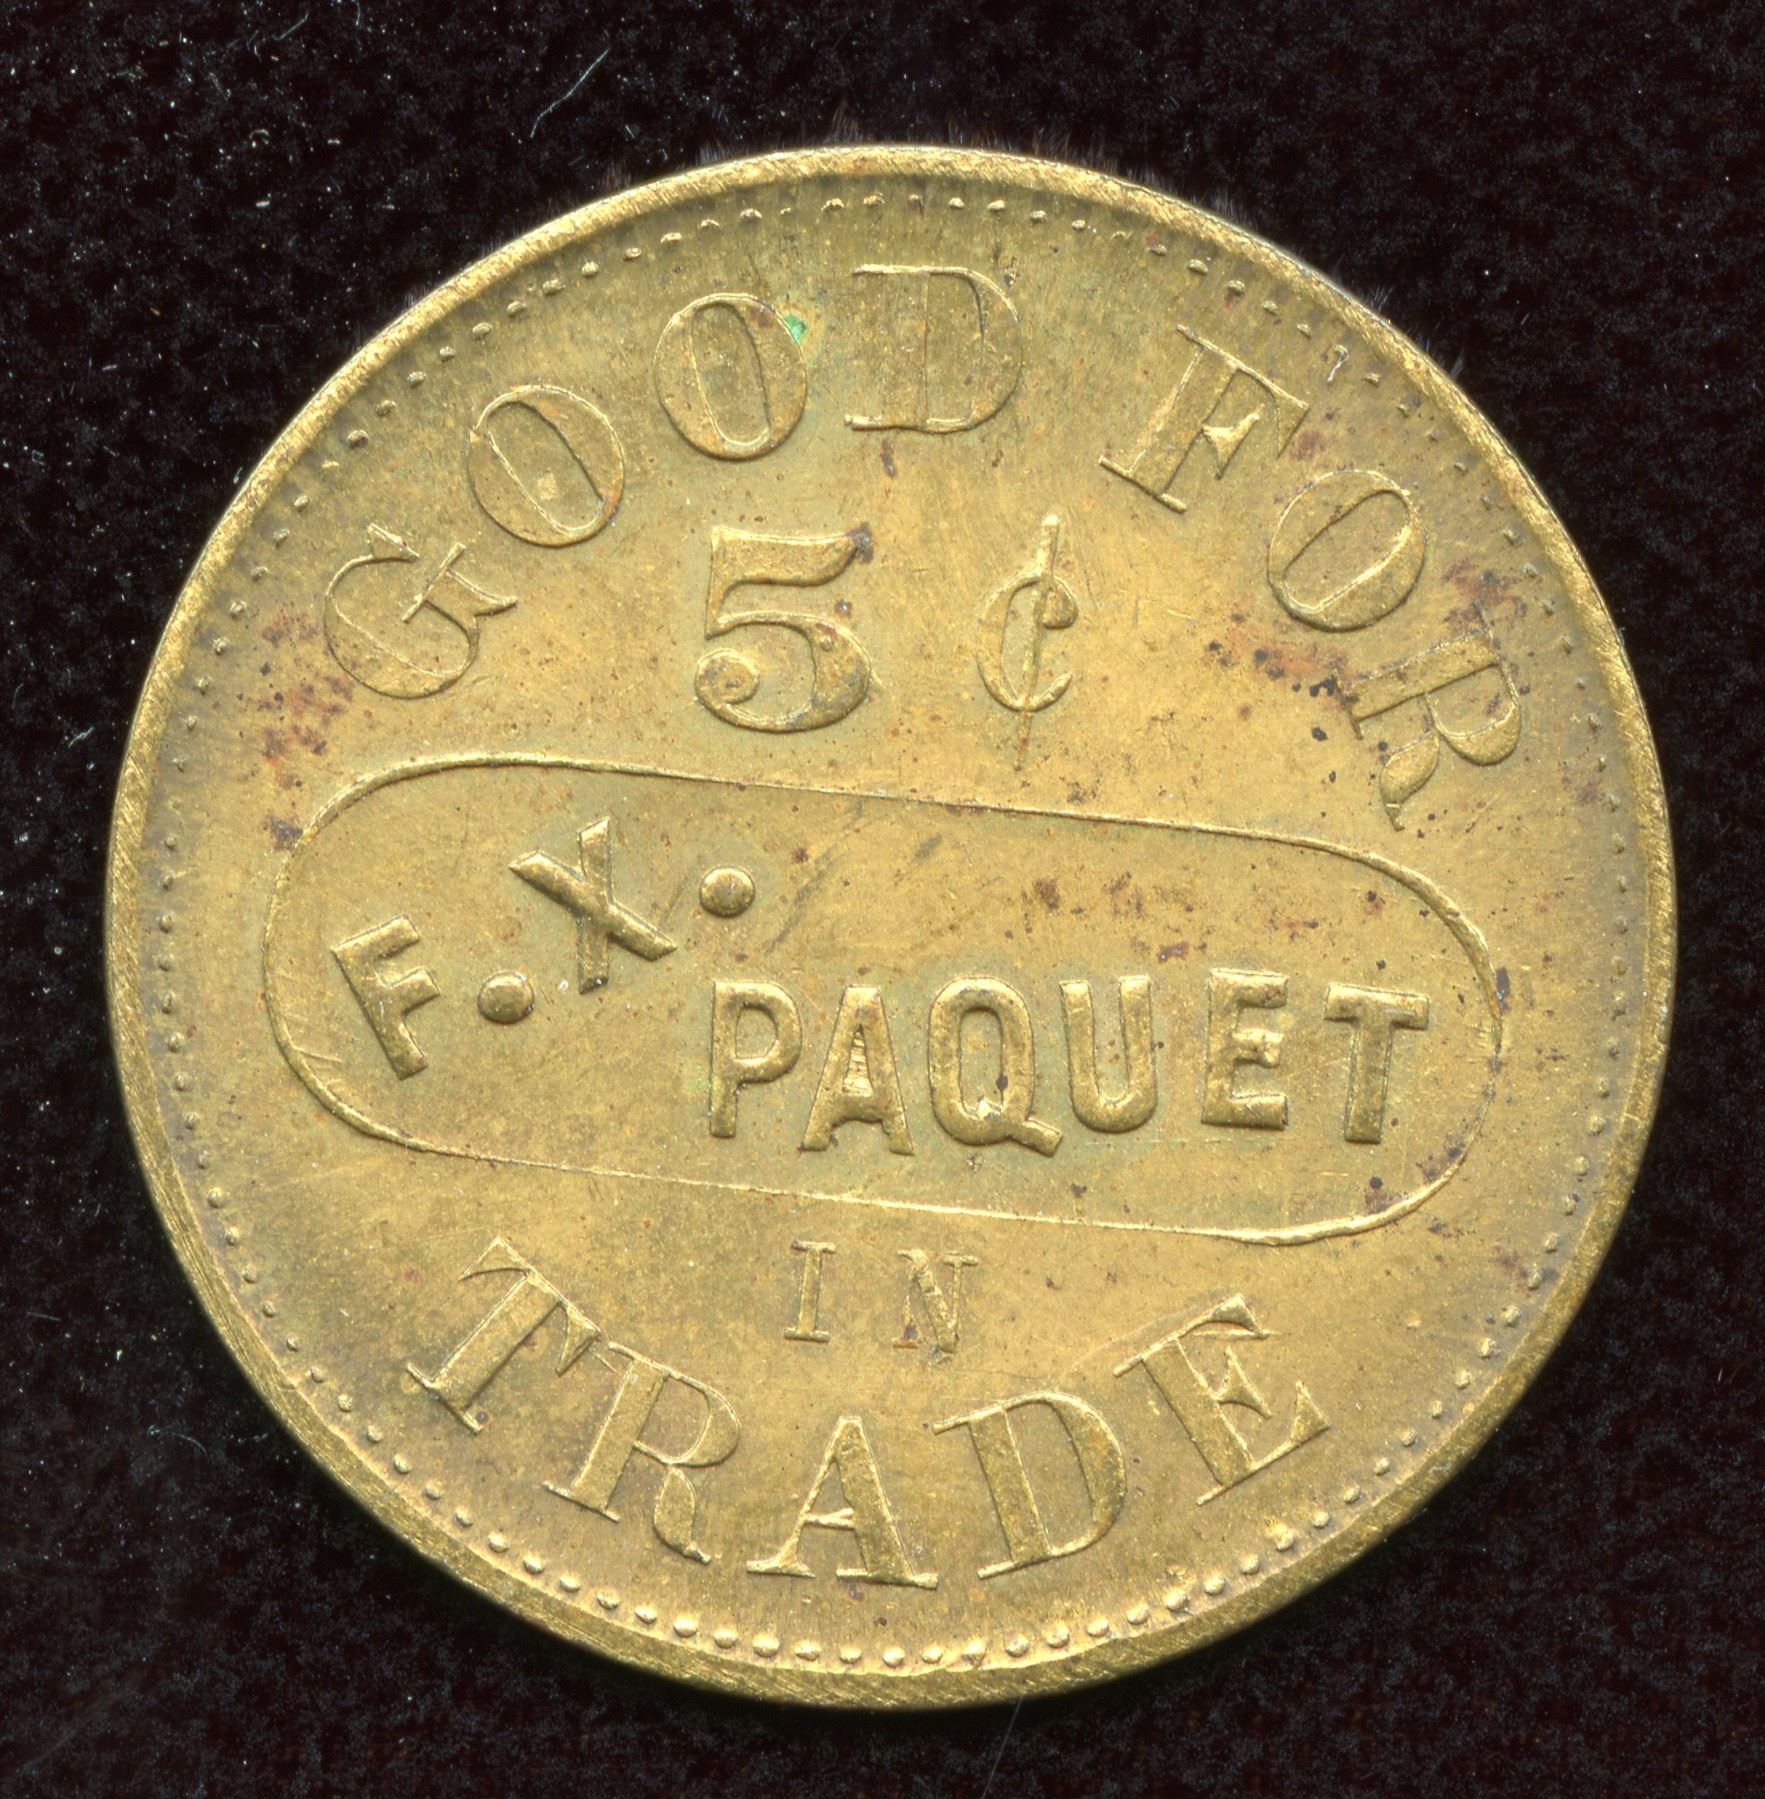 GOOD FOR
5¢
F.X. PAQUET
IN
TRADE